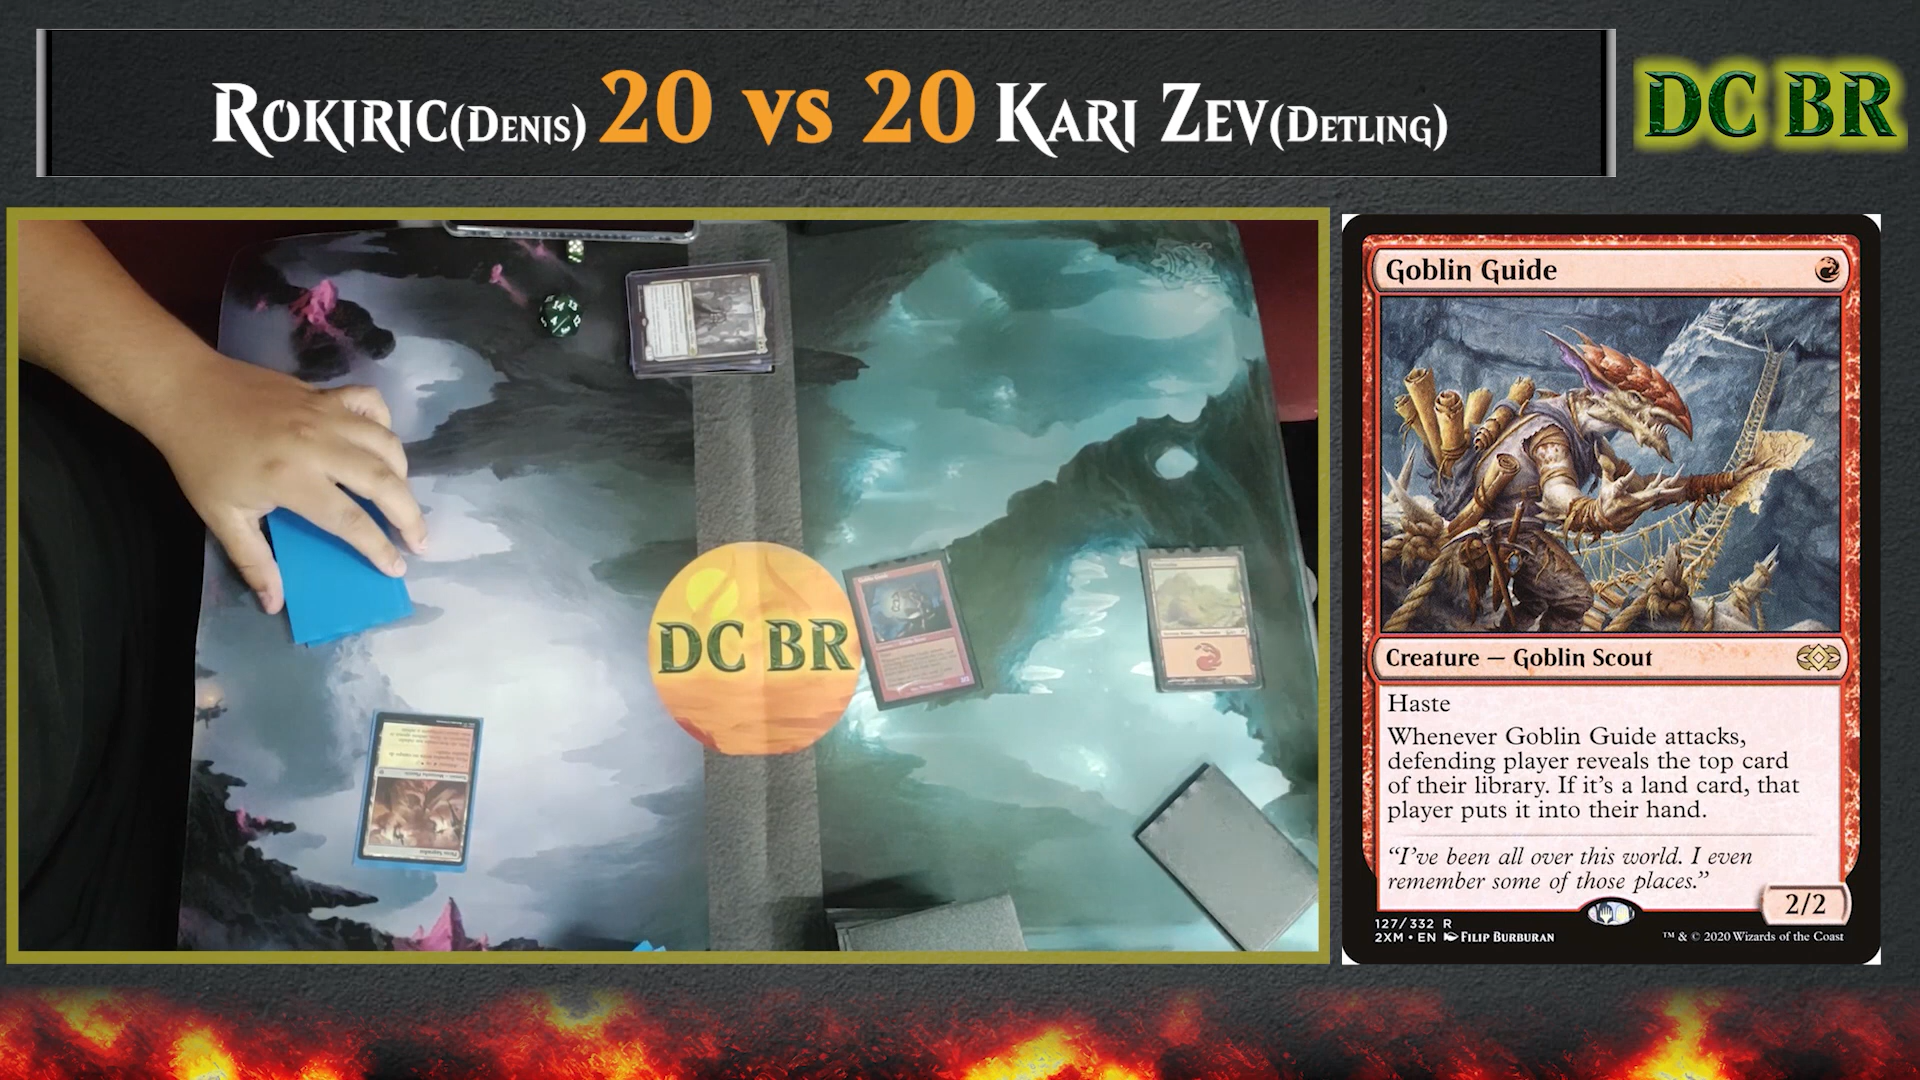 Rokiric(Denis) 20 vs 20 Kari Zev(Detling)
DC BR
DC BR
Goblin Guide
Creature — Goblin Scout
Haste
Whenever Goblin Guide attacks,
defending player reveals the top card
of their library. If it's a land card, that
player puts it into their hand.
“I've been all over this world. I even
remember some of those places.”
2/2
127/332 R
2XM • EN Filip Burburan
™ & © 2020 Wizards of the Coast